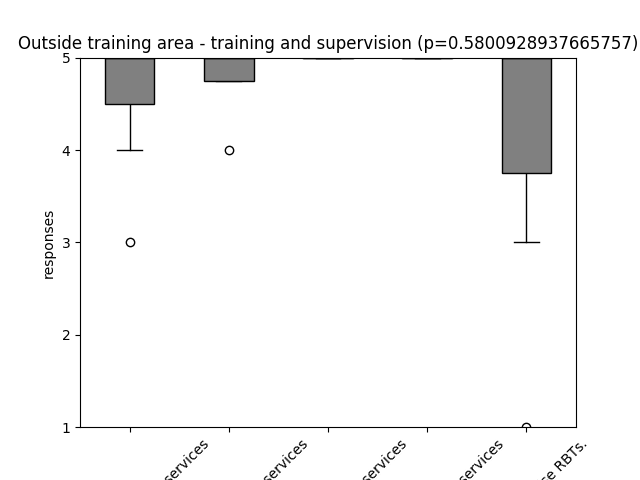 Outside training area - training and supervision (p=0.5800928937665757)
5
4
3
2
1
responses
services
services
services
services
RBTs.